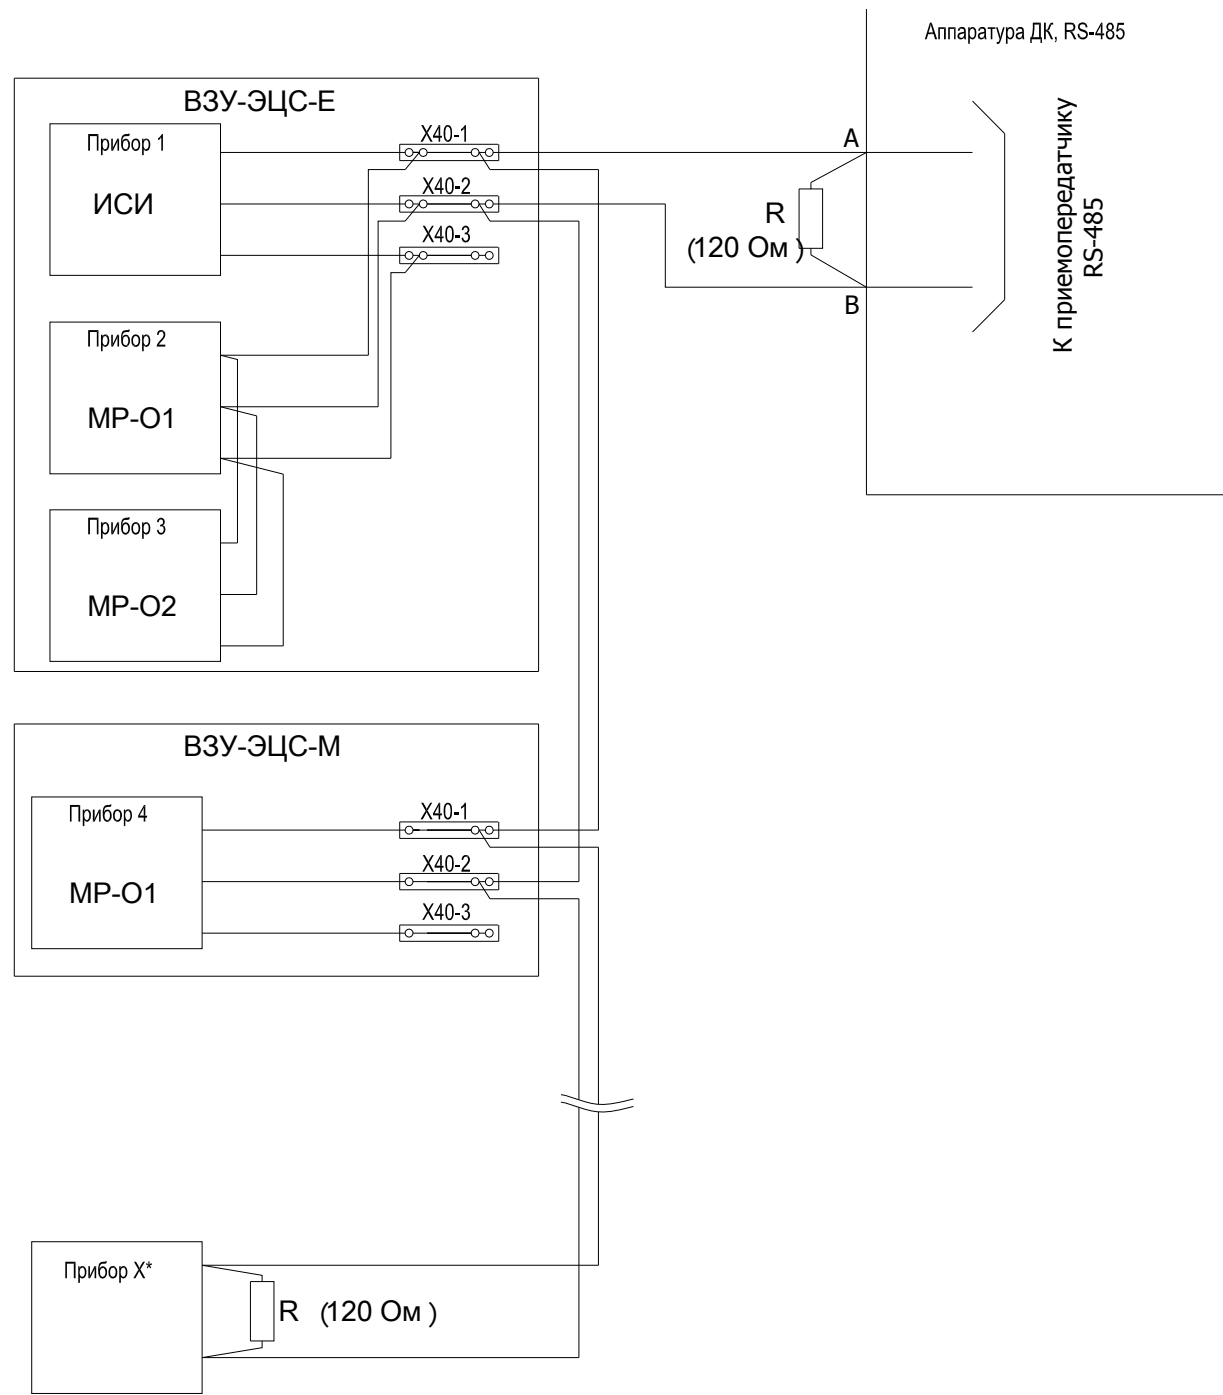 Аппаратура ДК, RS-485
ВЗУ-ЭЦС-Е
Прибор 1
ИСИ
X40-1
X40-2
X40-3
A
R
(120 Ом )
B
К приемопередатчику
RS-485
Прибор 2
МР-О1
Прибор 3
МР-О2
ВЗУ-ЭЦС-М
Прибор 4
МР-О1
X40-1
X40-2
X40-3
Прибор X*
R (120 Ом )